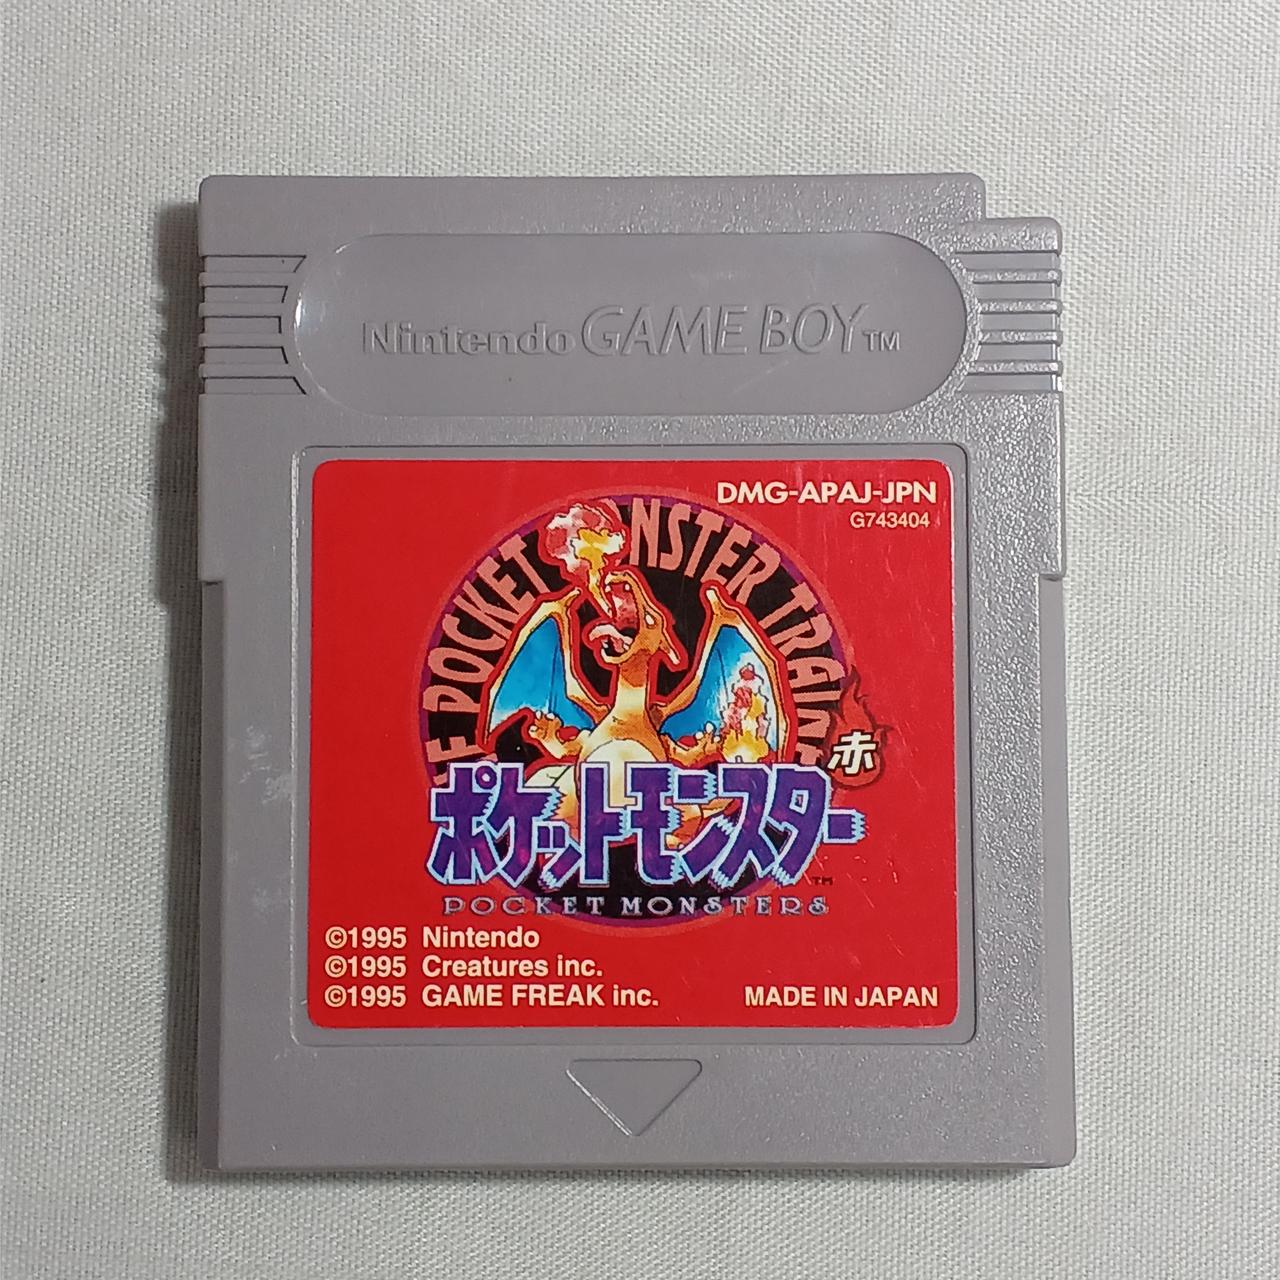 Nintendo GAME BOY™
DMG-APAJ-JPN
G743404
POCKET MONSTER
赤
ポケットモンスター
™
POCKET MONSTERS
©1995 Nintendo
©1995 Creatures inc.
©1995 GAME FREAK inc.
MADE IN JAPAN